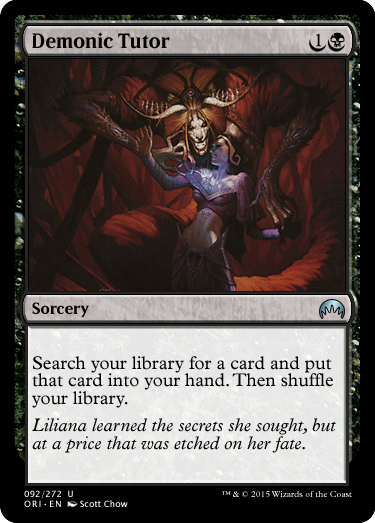 Demonic Tutor 1
Sorcery
Search your library for a card and put
that card into your hand. Then shuffle
your library.
Liliana learned the secrets she sought, but
at a price that was etched on her fate.
092/272 U
ORI • EN Scott Chow
™ & © 2015 Wizards of the Coast